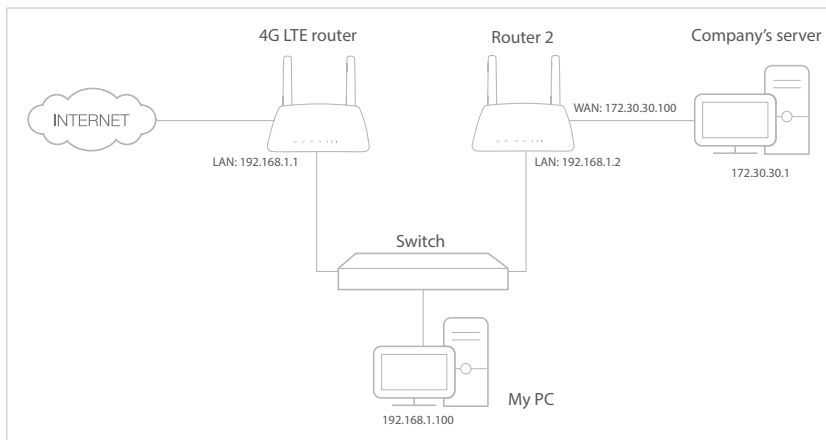 4G LTE router
Router 2
Company's server
INTERNET
WAN: 172.30.30.100
LAN: 192.168.1.1
LAN: 192.168.1.2
172.30.30.1
Switch
My PC
192.168.1.100